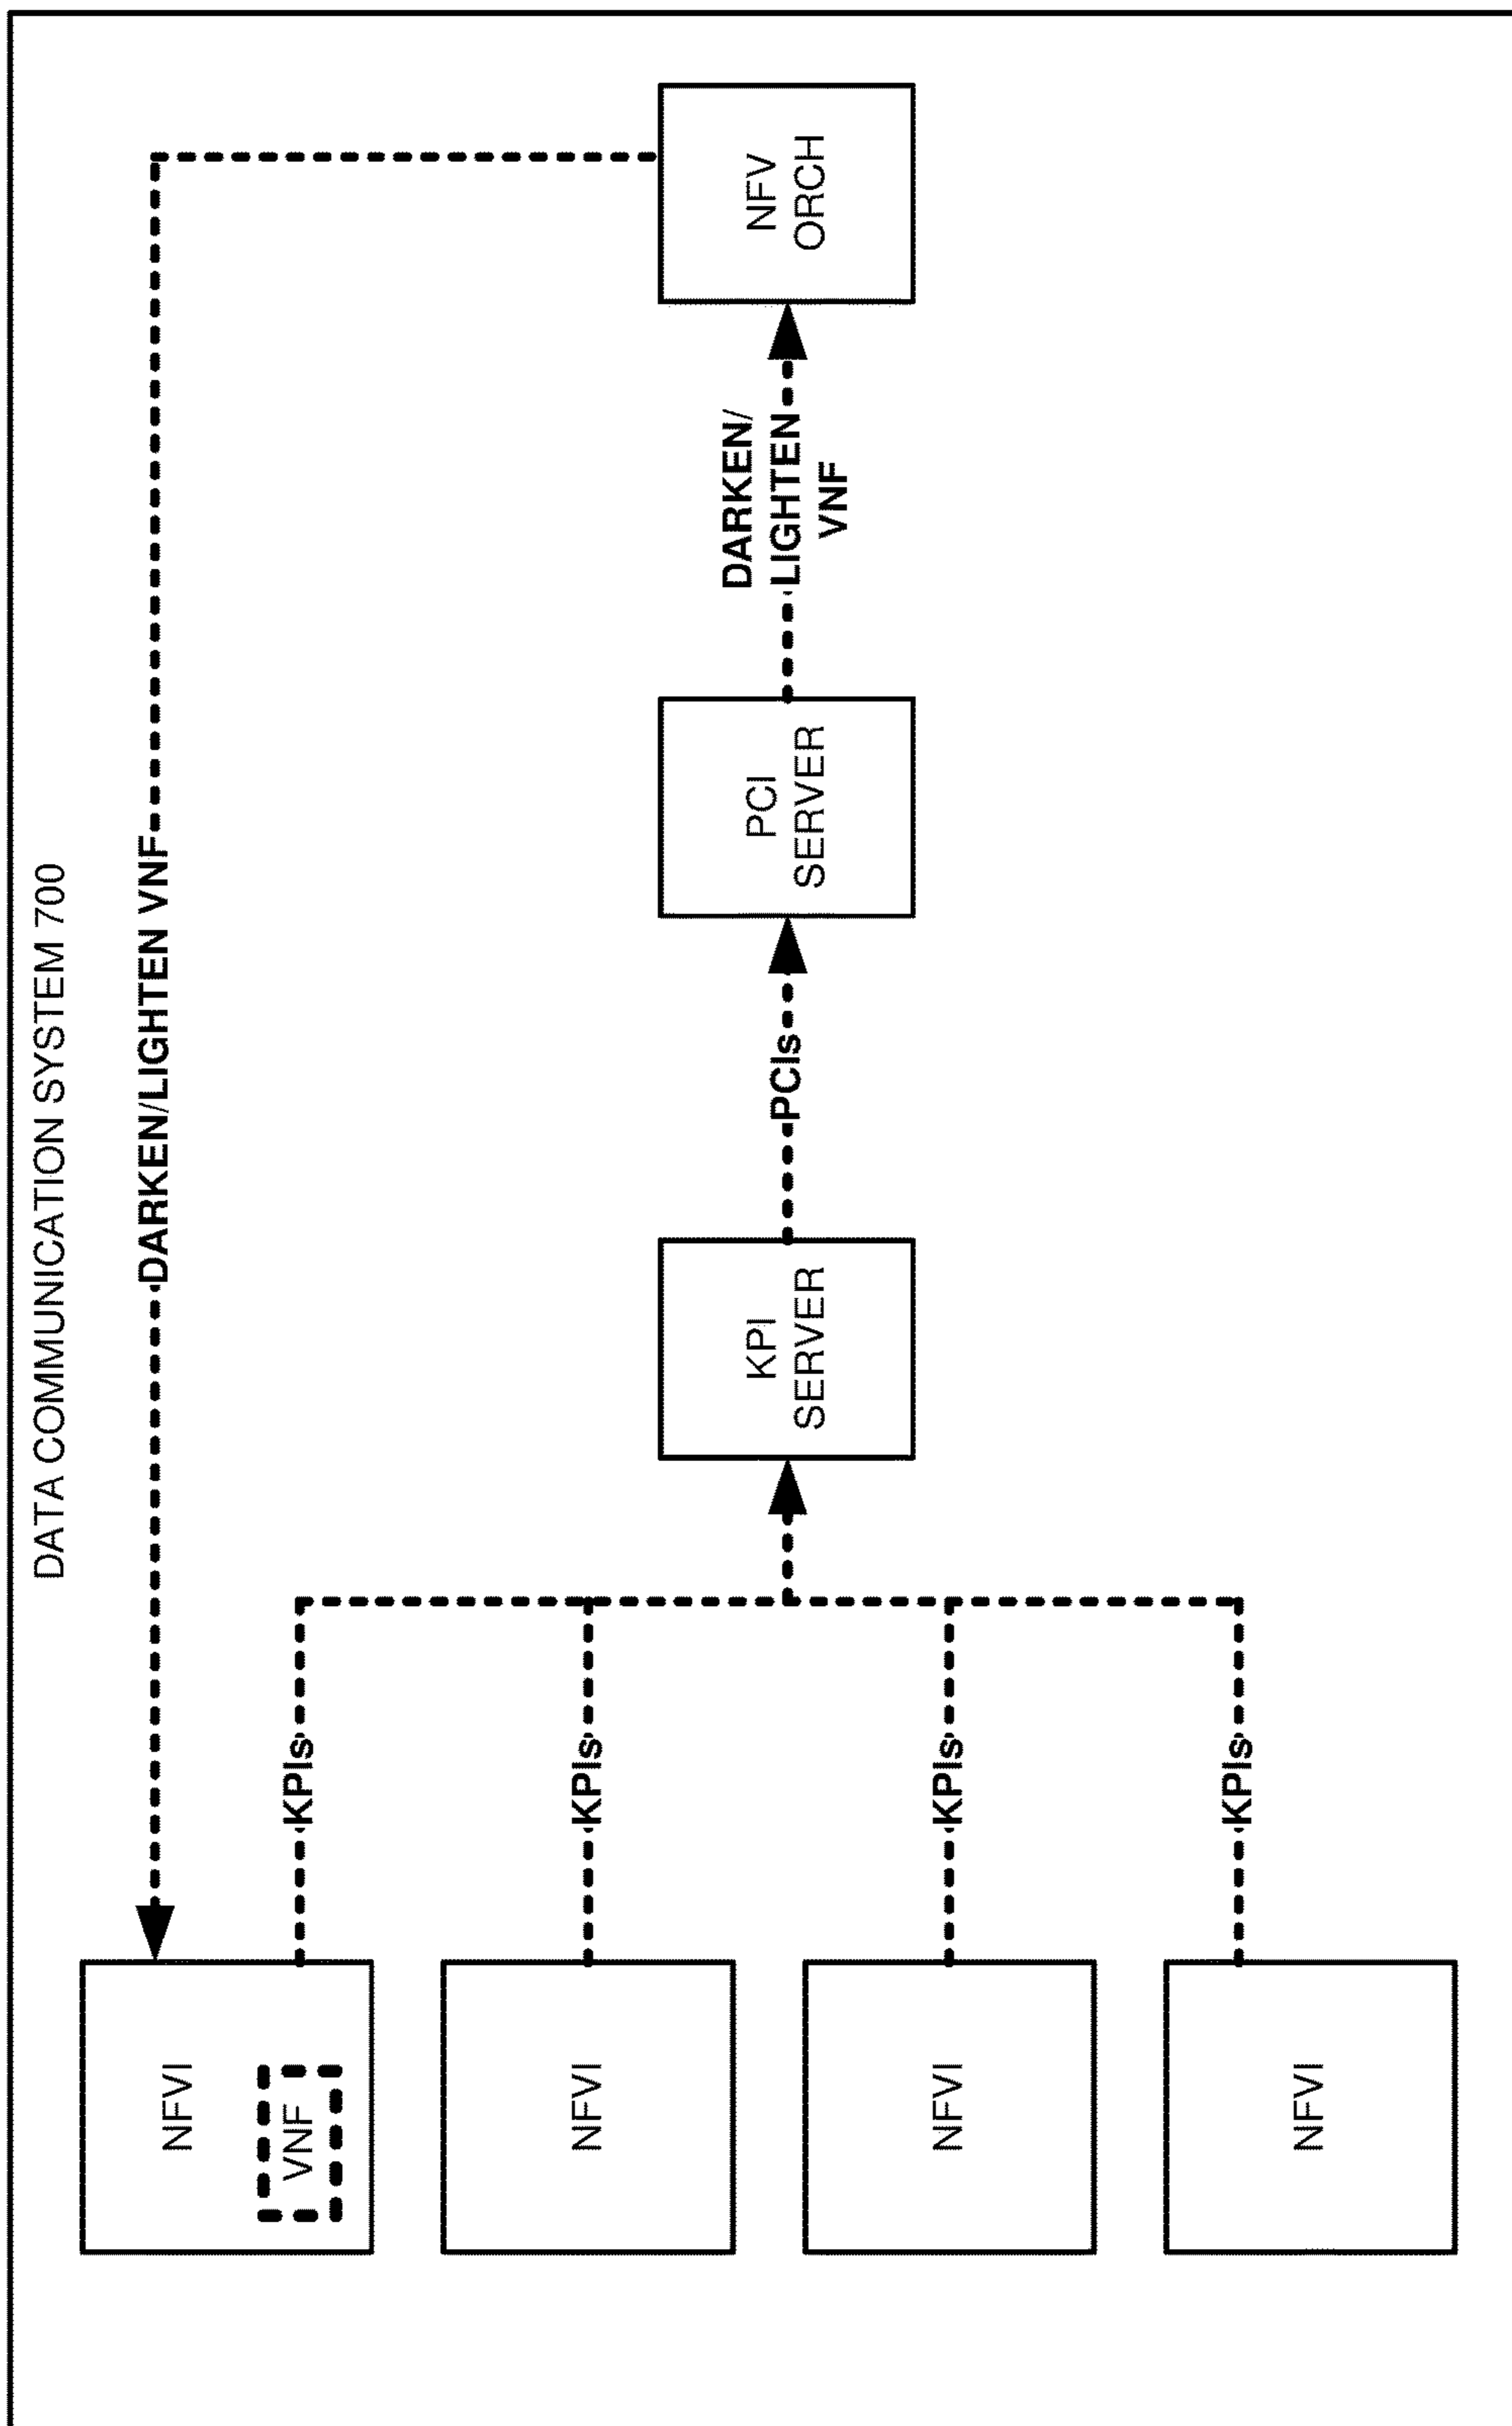 DATA COMMUNICATION SYSTEM 700
DARKEN/LIGHTEN VNF
NFVI
VNF
KPIs
NFVI
KPIs
KPI
SERVER
PCIs
PCI
SERVER
DARKEN/
LIGHTEN
VNF
NFV
ORCH
NFVI
KPIs
NFVI
KPIs